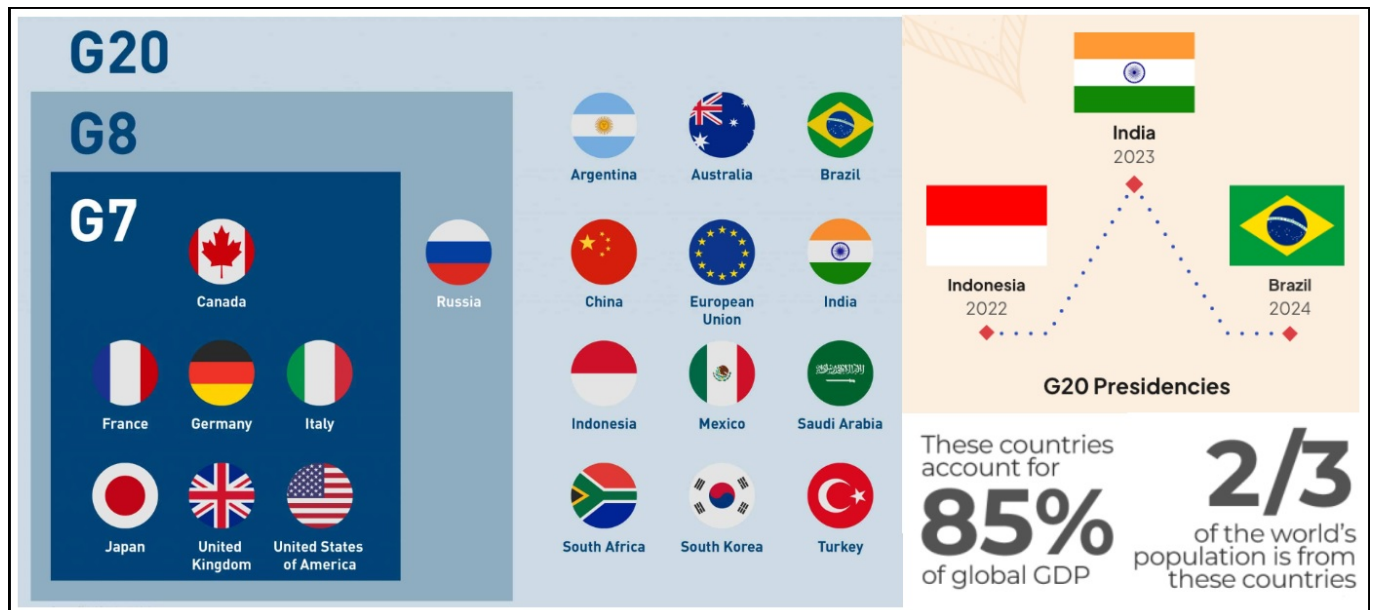 G20
G8
G7
Canada
France
Germany
Italy
Japan
United
Kingdom
United States
of America
Russia
Argentina
Australia
Brazil
China
European
Union
India
Indonesia
Mexico
Saudi Arabia
South Africa
South Korea
Turkey
India
2023
Indonesia
2022
Brazil
2024
G20 Presidencies
These countries
account for
85%
of global GDP
2/3
of the world's
population is from
these countries